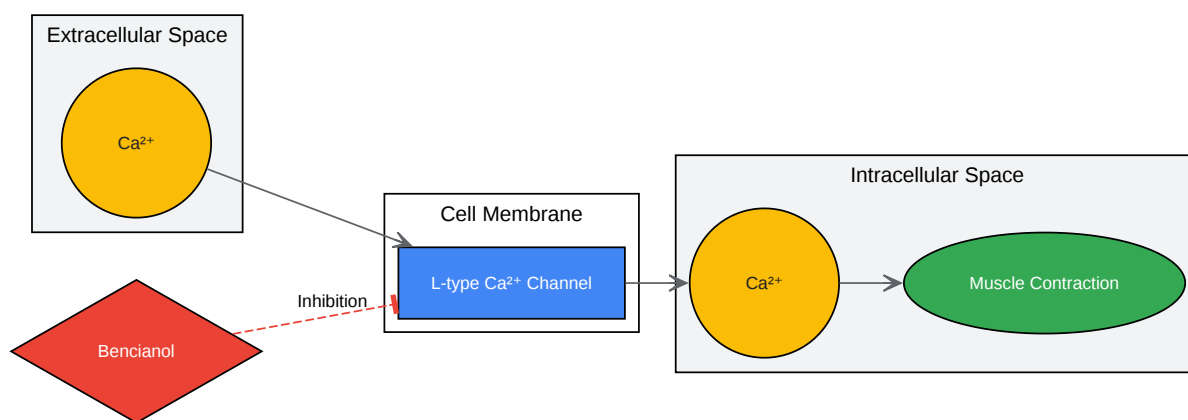 Extracellular Space
Ca²⁺
Cell Membrane
L-type Ca²⁺ Channel
Inhibition
Bencianol
Intracellular Space
Ca²⁺
Muscle Contraction